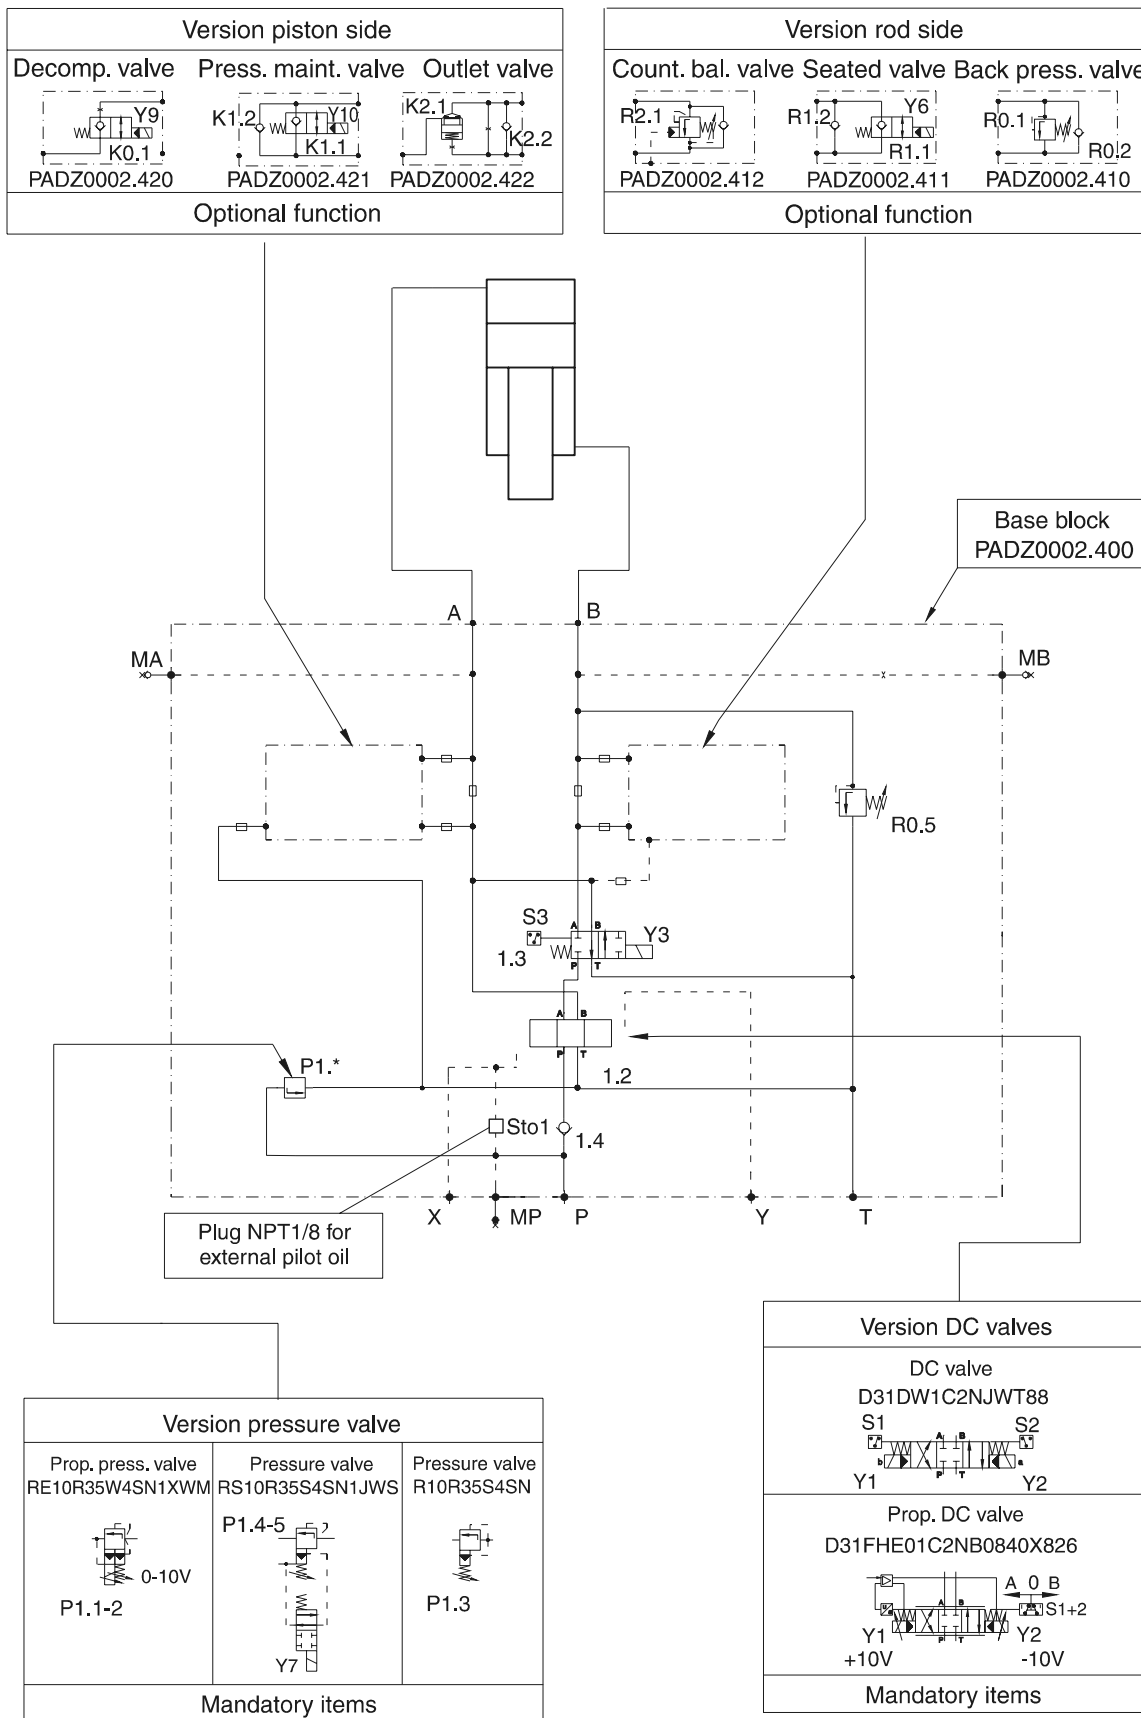 Version piston side
Decomp. valve Press. maint. valve Outlet valve
Y9
K0.1
K1.2
Y10
K1.1
K2.1
K2.2
PADZ0002.420 PADZ0002.421 PADZ0002.422
Optional function
Version rod side
Count. bal. valve Seated valve Back press. valve
R2.1
R1.2
Y6
R1.1
R0.1
R0.2
PADZ0002.412 PADZ0002.411 PADZ0002.410
Optional function
Base block
PADZ0002.400
A B
MA MB
R0.5
S3 A B Y3
1.3
P T
A B
P T
P1.*
1.2
Sto1
1.4
X MP P Y T
Plug NPT1/8 for
external pilot oil
Version pressure valve
Prop. press. valve
RE10R35W4SN1XWM
0-10V
P1.1-2
Pressure valve
RS10R35S4SN1JWS
P1.4-5
Y7
Pressure valve
R10R35S4SN
P1.3
Mandatory items
Version DC valves
DC valve
D31DW1C2NJWT88
S1 A B S2
b a
P T
Y1 Y2
Prop. DC valve
D31FHE01C2NB0840X826
A 0 B
A B
S1+2
P T
Y1 Y2
+10V -10V
Mandatory items